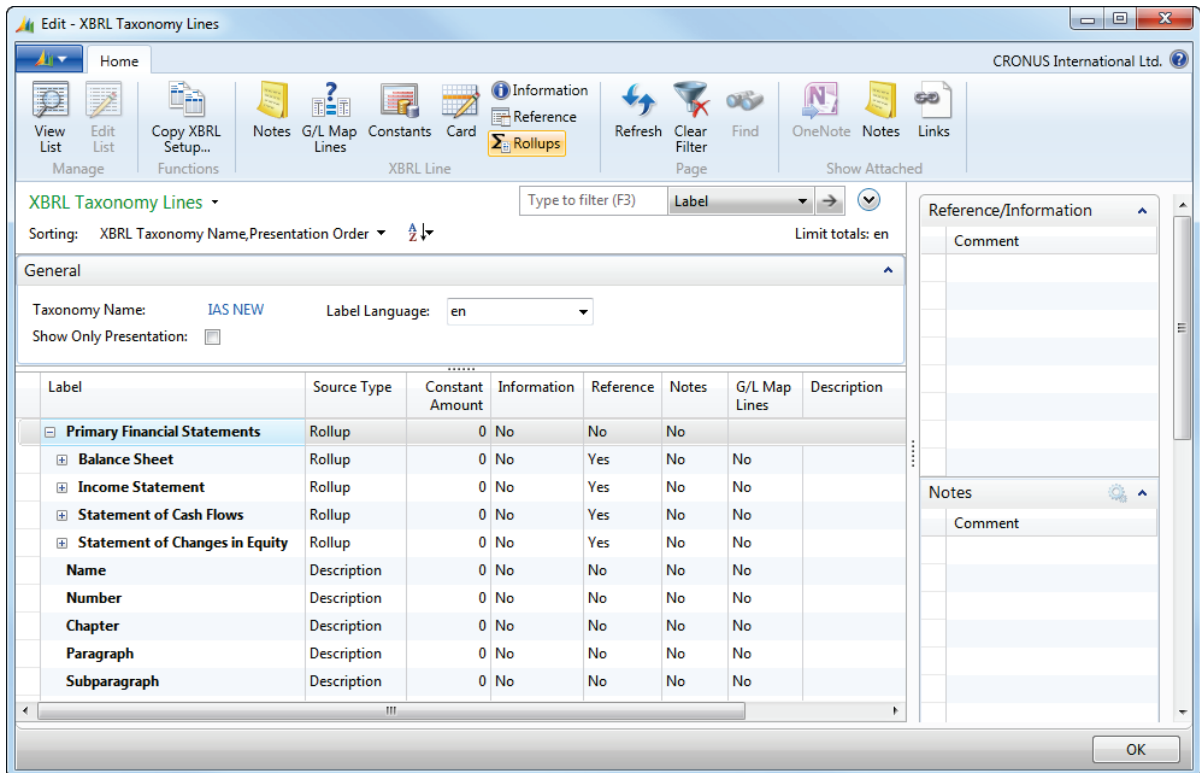 Edit - XBRL Taxonomy Lines
Home
CRONUS International Ltd.
View List
Edit List
Manage
Copy XBRL Setup...
Functions
Notes
G/L Map Lines
Constants
Card
Information
Reference
Rollups
XBRL Line
Refresh
Clear Filter
Find
Page
OneNote
Notes
Links
Show Attached
XBRL Taxonomy Lines
Type to filter (F3)
Label
Sorting: XBRL Taxonomy Name,Presentation Order
Limit totals: en
General
Taxonomy Name: IAS NEW
Label Language: en
Show Only Presentation:
Label Source Type Constant Amount Information Reference Notes G/L Map Lines Description
Primary Financial Statements Rollup 0 No No No
Balance Sheet Rollup 0 No Yes No No
Income Statement Rollup 0 No Yes No No
Statement of Cash Flows Rollup 0 No Yes No No
Statement of Changes in Equity Rollup 0 No Yes No No
Name Description 0 No No No No
Number Description 0 No No No No
Chapter Description 0 No No No No
Paragraph Description 0 No No No No
Subparagraph Description 0 No No No No
Reference/Information
Comment
Notes
Comment
OK